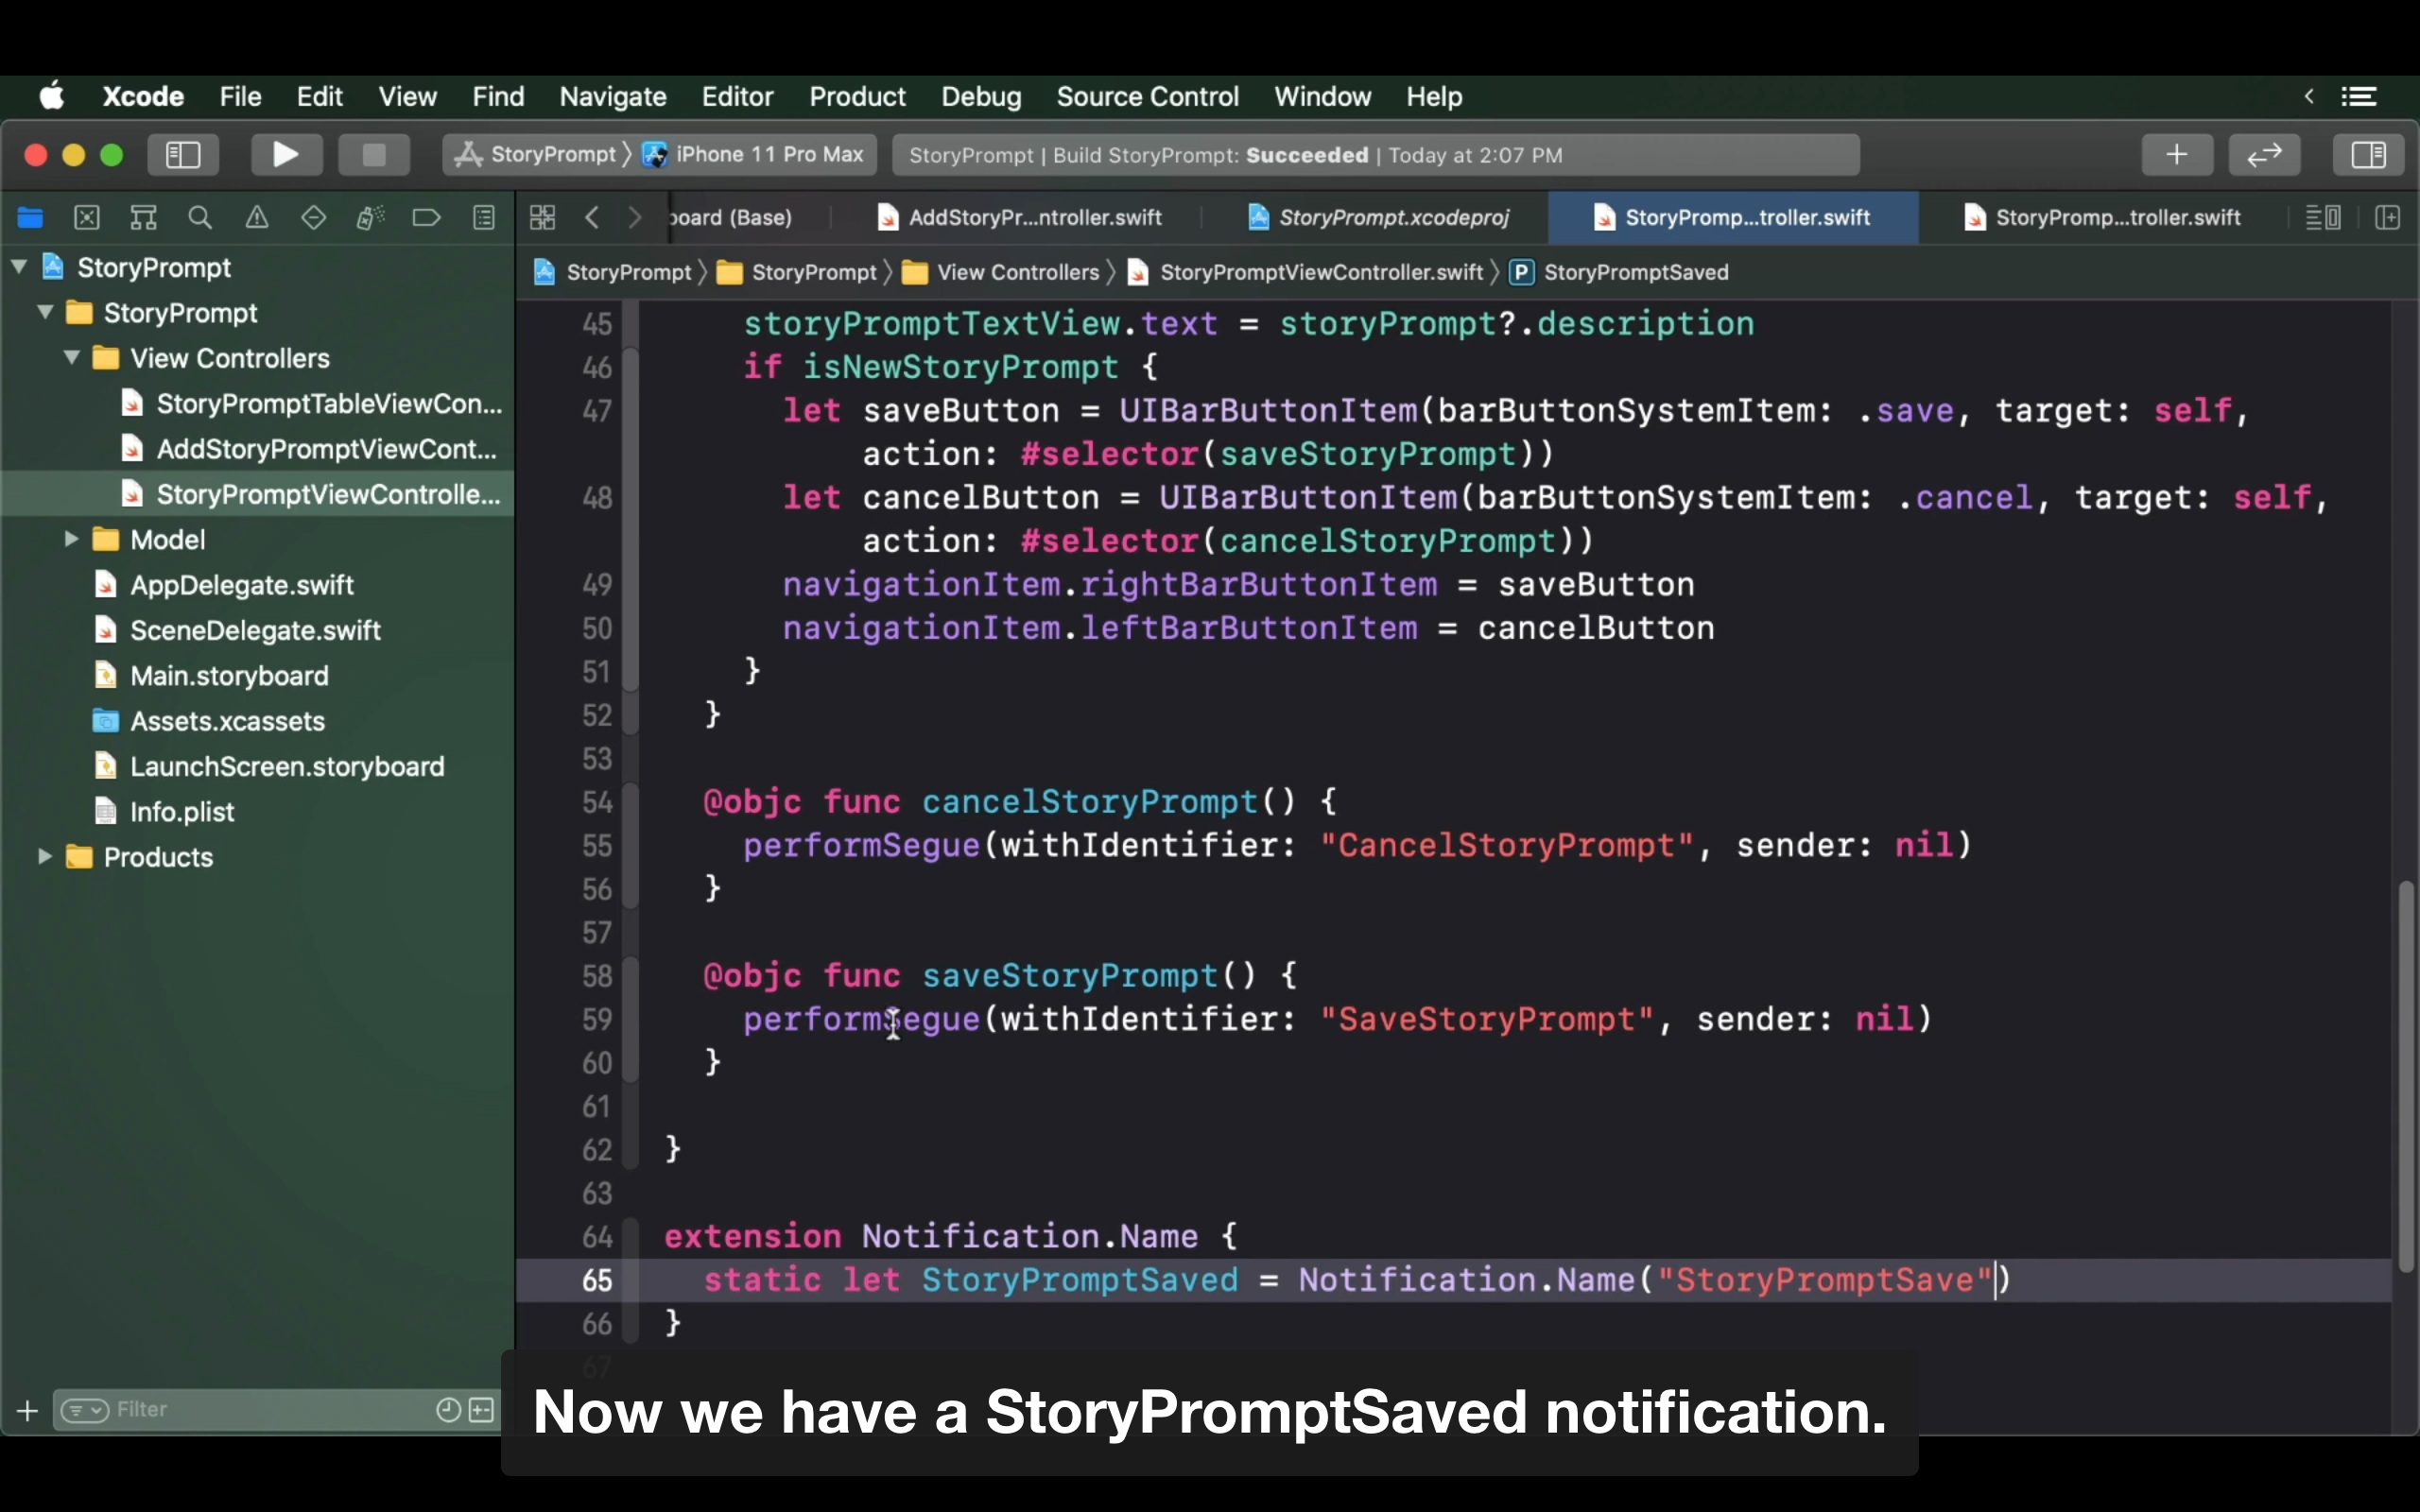 Xcode File Edit View Find Navigate Editor Product Debug Source Control Window Help
StoryPrompt iPhone 11 Pro Max StoryPrompt | Build StoryPrompt: Succeeded | Today at 2:07 PM
board (Base) AddStoryPr...ntroller.swift StoryPrompt.xcodeproj StoryPromp...troller.swift StoryPromp...troller.swift
StoryPrompt StoryPrompt View Controllers StoryPromptViewController.swift P StoryPromptSaved
StoryPrompt
StoryPrompt
View Controllers
StoryPromptTableViewCon...
AddStoryPromptViewCont...
StoryPromptViewControlle...
Model
AppDelegate.swift
SceneDelegate.swift
Main.storyboard
Assets.xcassets
LaunchScreen.storyboard
Info.plist
Products
Filter
45 storyPromptTextView.text = storyPrompt?.description
46 if isNewStoryPrompt {
47 let saveButton = UIBarButtonItem(barButtonSystemItem: .save, target: self,
action: #selector(saveStoryPrompt))
48 let cancelButton = UIBarButtonItem(barButtonSystemItem: .cancel, target: self,
action: #selector(cancelStoryPrompt))
49 navigationItem.rightBarButtonItem = saveButton
50 navigationItem.leftBarButtonItem = cancelButton
51 }
52 }
53
54 @objc func cancelStoryPrompt() {
55 performSegue(withIdentifier: "CancelStoryPrompt", sender: nil)
56 }
57
58 @objc func saveStoryPrompt() {
59 performSegue(withIdentifier: "SaveStoryPrompt", sender: nil)
60 }
61
62 }
63
64 extension Notification.Name {
65 static let StoryPromptSaved = Notification.Name("StoryPromptSave")
66 }
67
Now we have a StoryPromptSaved notification.